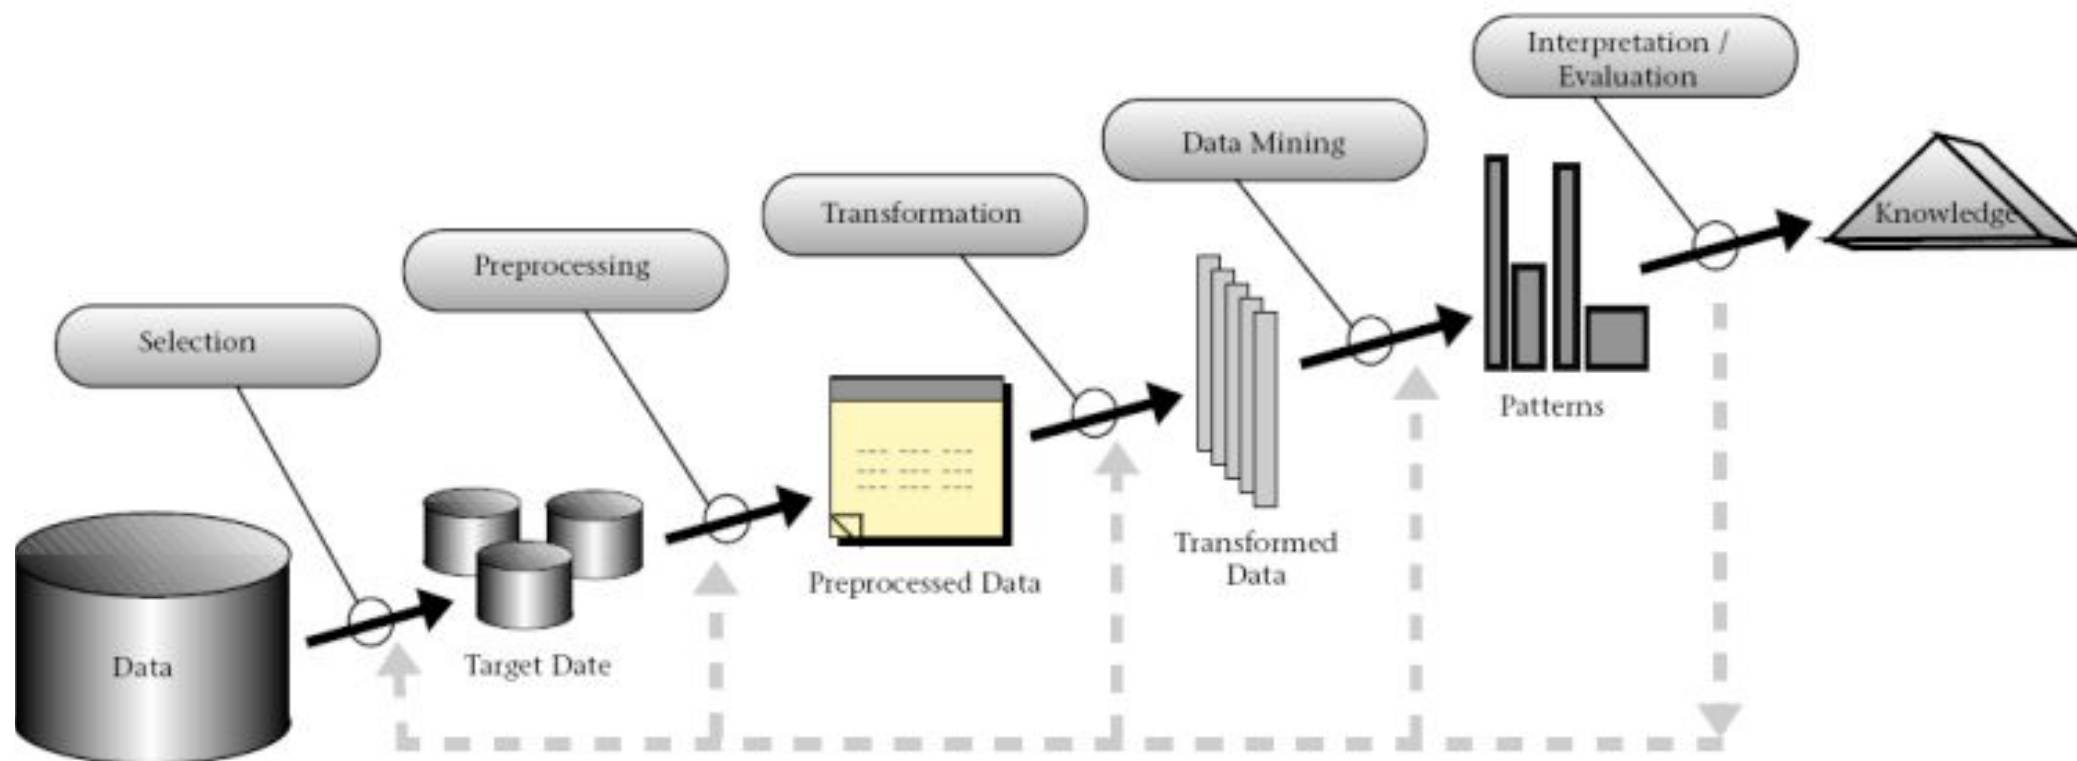 Interpretation /
Evaluation
Data Mining
Transformation
Knowledge
Preprocessing
Selection
Patterns
Transformed
Data
Preprocessed Data
Target Date
Data